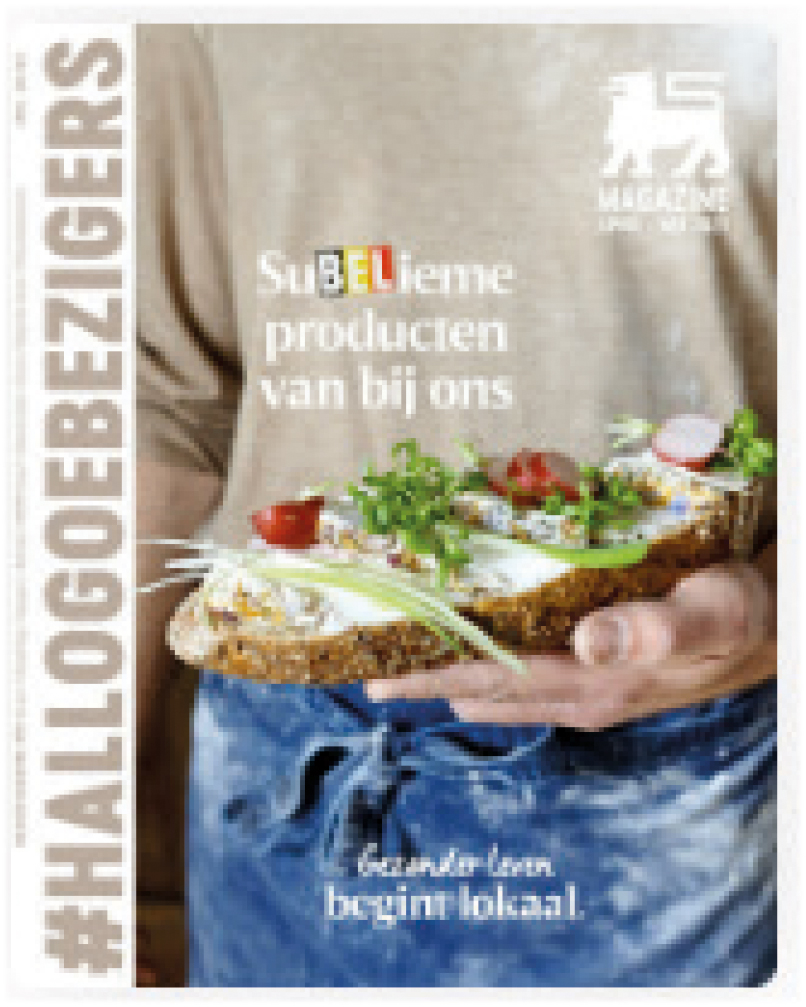 #HALLOGOEBEZIGERS
MAGAZINE
SuBELieme
producten
van bij ons
Gezonder leven
begint lokaal.